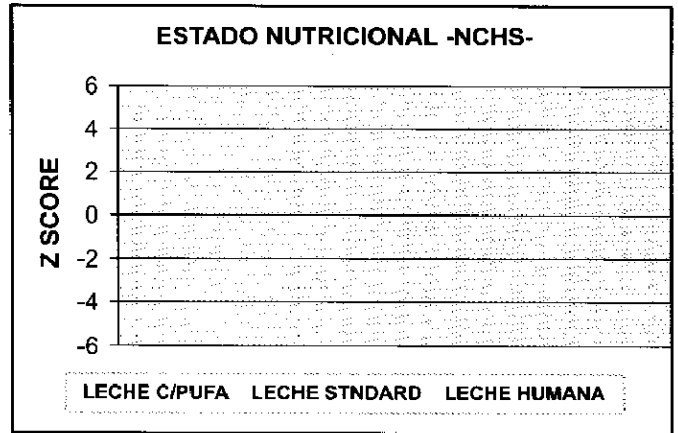 ESTADO NUTRICIONAL -NCHS-
6
4
2
0
-2
-4
-6
Z SCORE
LECHE C/PUFA LECHE STNDARD LECHE HUMANA